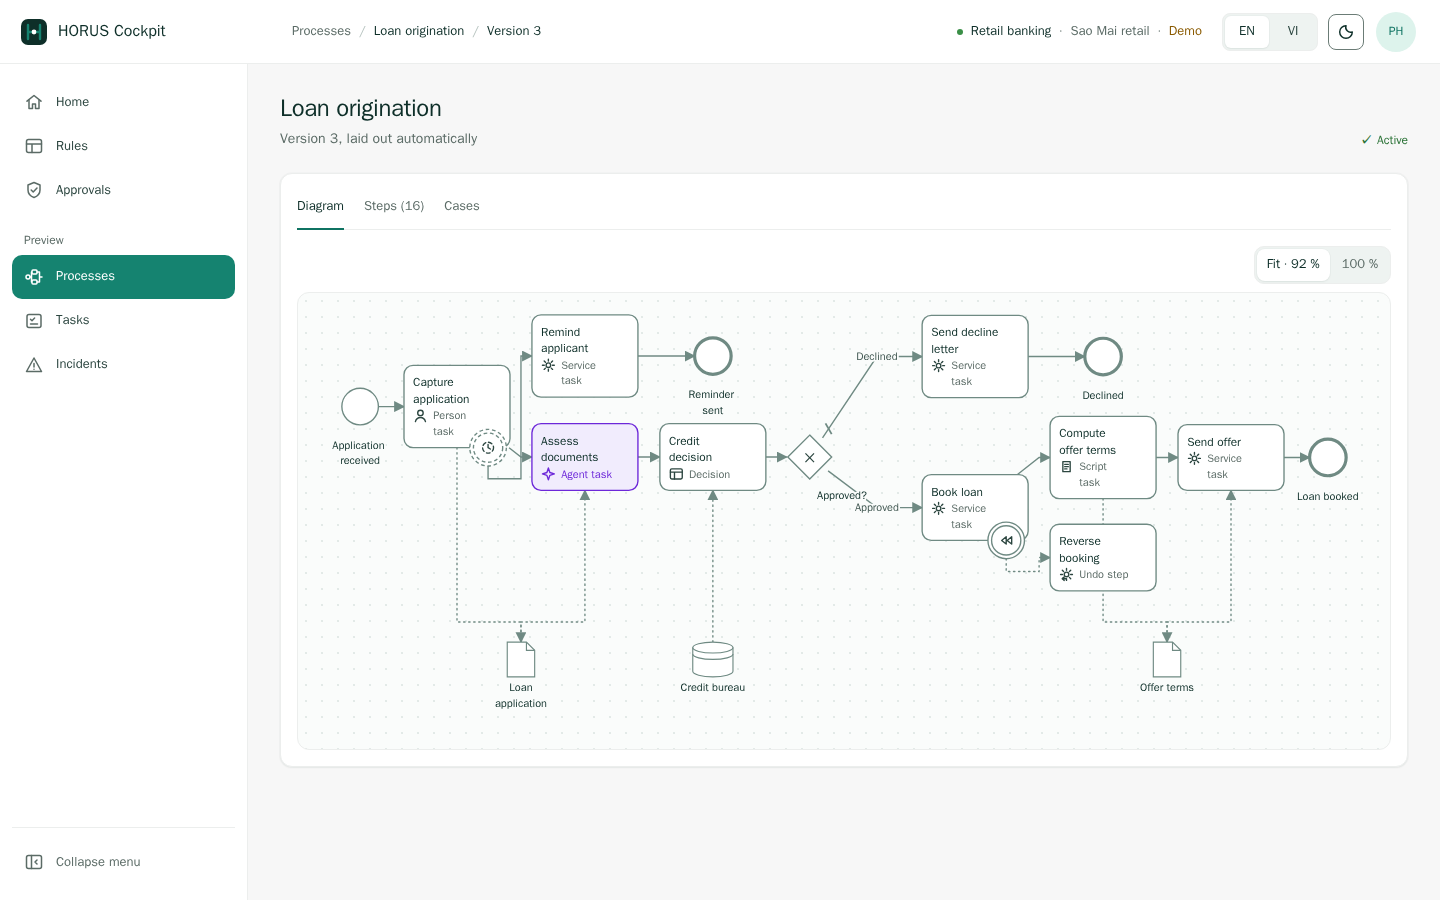 HORUS Cockpit
Processes / Loan origination / Version 3
Retail banking · Sao Mai retail · Demo
EN VI
PH
Home
Rules
Approvals
Preview
Processes
Tasks
Incidents
Collapse menu
Loan origination
Version 3, laid out automatically
✓ Active
Diagram Steps (16) Cases
Fit · 92 % 100 %
Application
received
Capture
application
Person
task
Remind
applicant
Service
task
Reminder
sent
Assess
documents
Agent task
Credit
decision
Decision
Approved?
Declined
Approved
Send decline
letter
Service
task
Declined
Book loan
Service
task
Compute
offer terms
Script
task
Reverse
booking
Undo step
Send offer
Service
task
Loan booked
Loan
application
Credit bureau
Offer terms